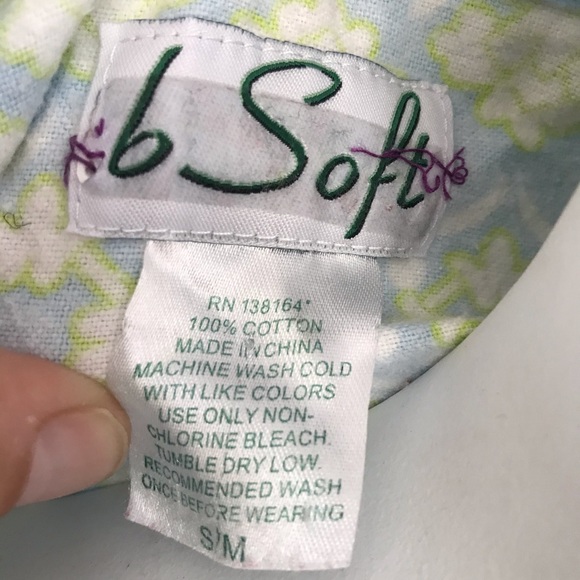 b Soft
RN 138164*
100% COTTON
MADE IN CHINA
MACHINE WASH COLD
WITH LIKE COLORS
USE ONLY NON-
CHLORINE BLEACH.
TUMBLE DRY LOW.
RECOMMENDED WASH
ONCE BEFORE WEARING
S/M